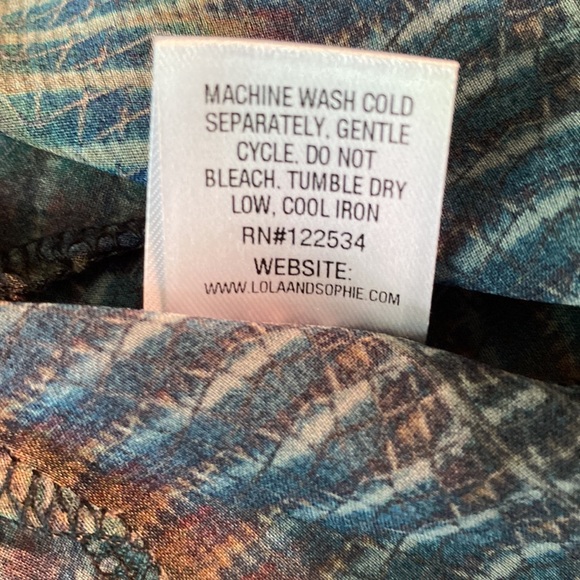 MACHINE WASH COLD
SEPARATELY. GENTLE
CYCLE. DO NOT
BLEACH. TUMBLE DRY
LOW, COOL IRON
RN#122534
WEBSITE:
WWW.LOLAANDSOPHIE.COM